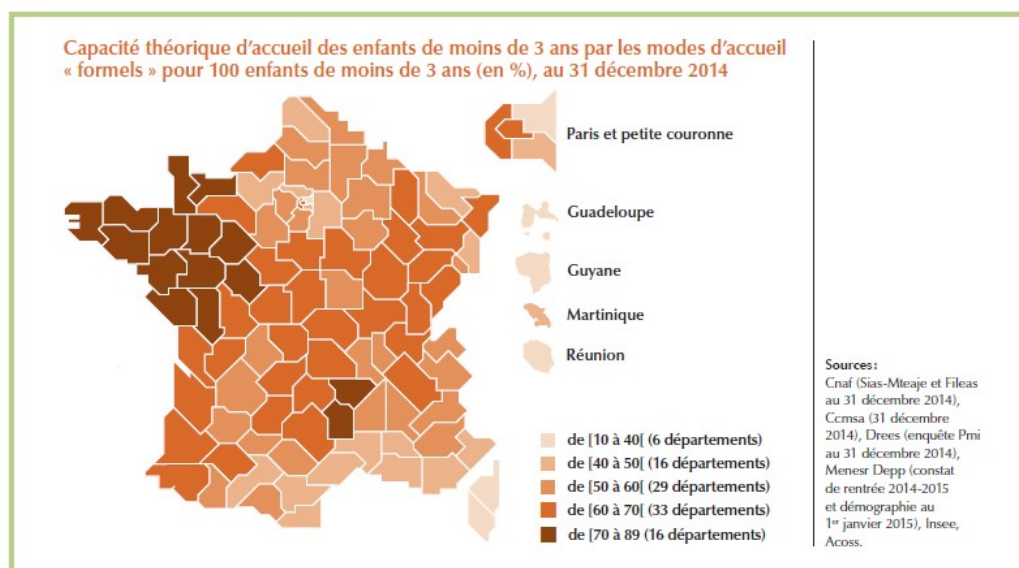 Capacité théorique d'accueil des enfants de moins de 3 ans par les modes d'accueil
« formels » pour 100 enfants de moins de 3 ans (en %), au 31 décembre 2014
Paris et petite couronne
Guadeloupe
Guyane
Martinique
Réunion
de [10 à 40[ (6 départements)
de [40 à 50[ (16 départements)
de [50 à 60[ (29 départements)
de [60 à 70[ (33 départements)
de [70 à 89 (16 départements)
Sources :
Cnaf (Sias-Mteaje et Fileas
au 31 décembre 2014),
Ccmsa (31 décembre
2014), Drees (enquête Pmi
au 31 décembre 2014),
Menesr Depp (constat
de rentrée 2014-2015
et démographie au
1er janvier 2015), Insee,
Acoss.